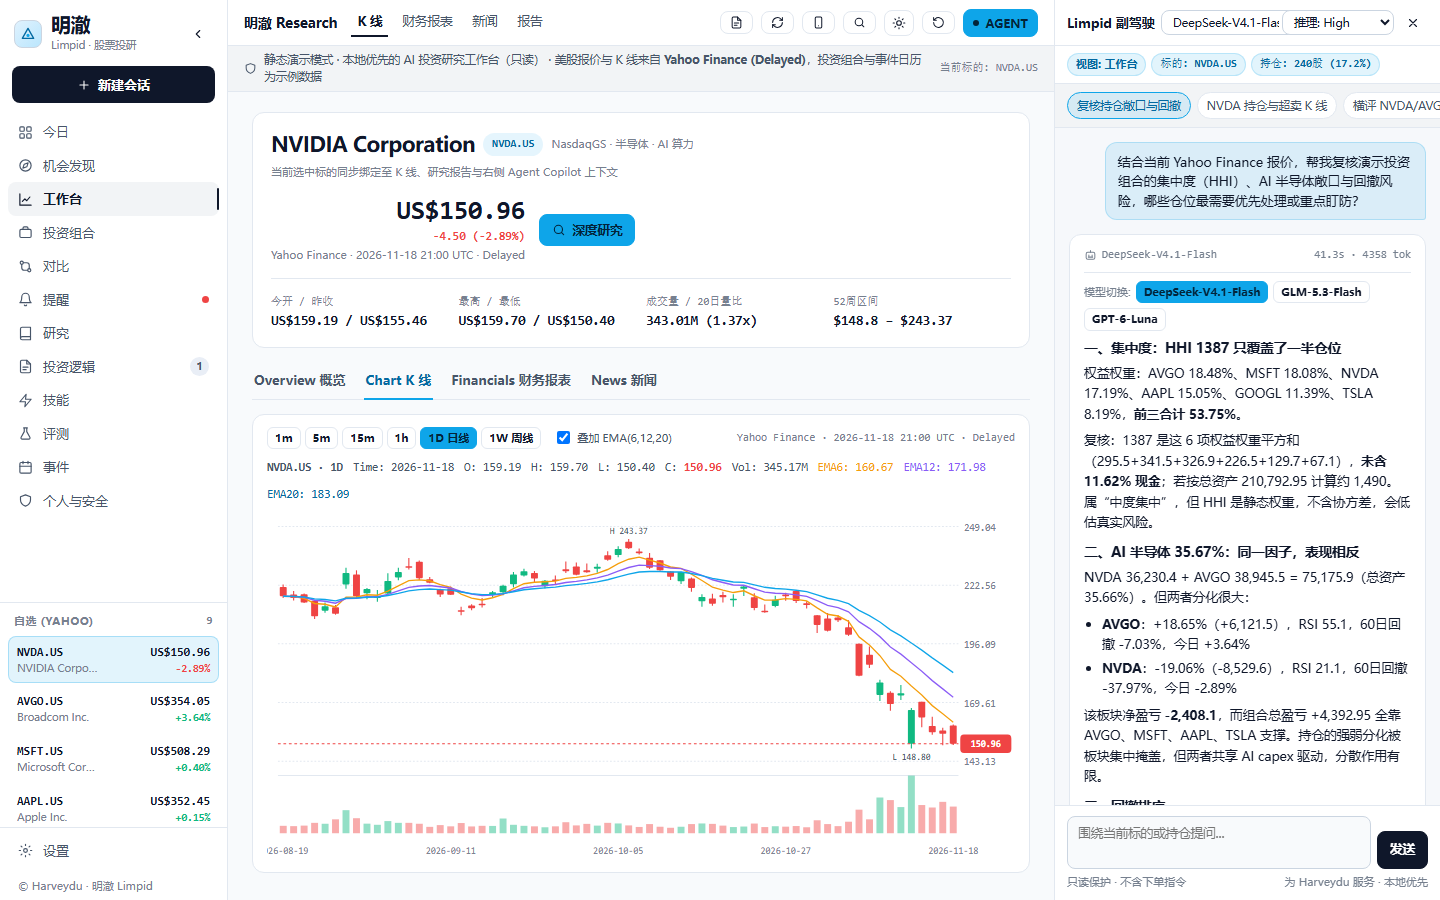 明澈
Limpid · 股票投研
新建会话
今日
机会发现
工作台
投资组合
对比
提醒
研究
投资逻辑
1
技能
评测
事件
个人与安全
自选 (YAHOO)
9
NVDA.US
US$150.96
NVIDIA Corpo...
-2.89%
AVGO.US
US$354.05
Broadcom Inc.
+3.64%
MSFT.US
US$508.29
Microsoft Cor...
+0.40%
AAPL.US
US$352.45
Apple Inc.
+0.15%
设置
© Harveydu · 明澈 Limpid
明澈 Research
K 线
财务报表
新闻
报告
AGENT
静态演示模式 · 本地优先的 AI 投资研究工作台（只读） · 美股报价与 K 线来自 Yahoo Finance (Delayed)，投资组合与事件日历
为示例数据
当前标的: NVDA.US
NVIDIA Corporation
NVDA.US
NasdaqGS · 半导体 · AI 算力
当前选中标的同步绑定至 K 线、研究报告与右侧 Agent Copilot 上下文
US$150.96
-4.50 (-2.89%)
Yahoo Finance · 2026-11-18 21:00 UTC · Delayed
深度研究
今开 / 昨收
US$159.19 / US$155.46
最高 / 最低
US$159.70 / US$150.40
成交量 / 20日量比
343.01M (1.37x)
52周区间
$148.8 – $243.37
Overview 概览
Chart K 线
Financials 财务报表
News 新闻
1m
5m
15m
1h
1D 日线
1W 周线
叠加 EMA(6,12,20)
Yahoo Finance · 2026-11-18 21:00 UTC · Delayed
NVDA.US · 1D Time: 2026-11-18 O: 159.19 H: 159.70 L: 150.40 C: 150.96 Vol: 345.17M EMA6: 160.67 EMA12: 171.98
EMA20: 183.09
H 243.37
249.04
222.56
196.09
169.61
150.96
L 148.80
143.13
26-08-19
2026-09-11
2026-10-05
2026-10-27
2026-11-18
Limpid 副驾驶
DeepSeek-V4.1-Flas
推理: High
视图: 工作台
标的: NVDA.US
持仓: 240股 (17.2%)
复核持仓敞口与回撤
NVDA 持仓与超卖 K 线
横评 NVDA/AVG
结合当前 Yahoo Finance 报价，帮我复核演示投资
组合的集中度（HHI）、AI 半导体敞口与回撤风
险，哪些仓位最需要优先处理或重点盯防？
DeepSeek-V4.1-Flash
41.3s · 4358 tok
模型切换:
DeepSeek-V4.1-Flash
GLM-5.3-Flash
GPT-6-Luna
一、集中度：HHI 1387 只覆盖了一半仓位
权益权重：AVGO 18.48%、MSFT 18.08%、NVDA
17.19%、AAPL 15.05%、GOOGL 11.39%、TSLA
8.19%，前三合计 53.75%。
复核：1387 是这 6 项权益权重平方和
（295.5+341.5+326.9+226.5+129.7+67.1），未含
11.62% 现金；若按总资产 210,792.95 计算约 1,490。
属“中度集中”，但 HHI 是静态权重，不含协方差，会低
估真实风险。
二、AI 半导体 35.67%：同一因子，表现相反
NVDA 36,230.4 + AVGO 38,945.5 = 75,175.9（总资产
35.66%）。但两者分化很大：
AVGO：+18.65%（+6,121.5），RSI 55.1，60日回
撤 -7.03%，今日 +3.64%
NVDA：-19.06%（-8,529.6），RSI 21.1，60日回撤
-37.97%，今日 -2.89%
该板块净盈亏 -2,408.1，而组合总盈亏 +4,392.95 全靠
AVGO、MSFT、AAPL、TSLA 支撑。持仓的强弱分化被
板块集中掩盖，但两者共享 AI capex 驱动，分散作用有
限。
围绕当前标的或持仓提问...
发送
只读保护 · 不含下单指令
为 Harveydu 服务 · 本地优先